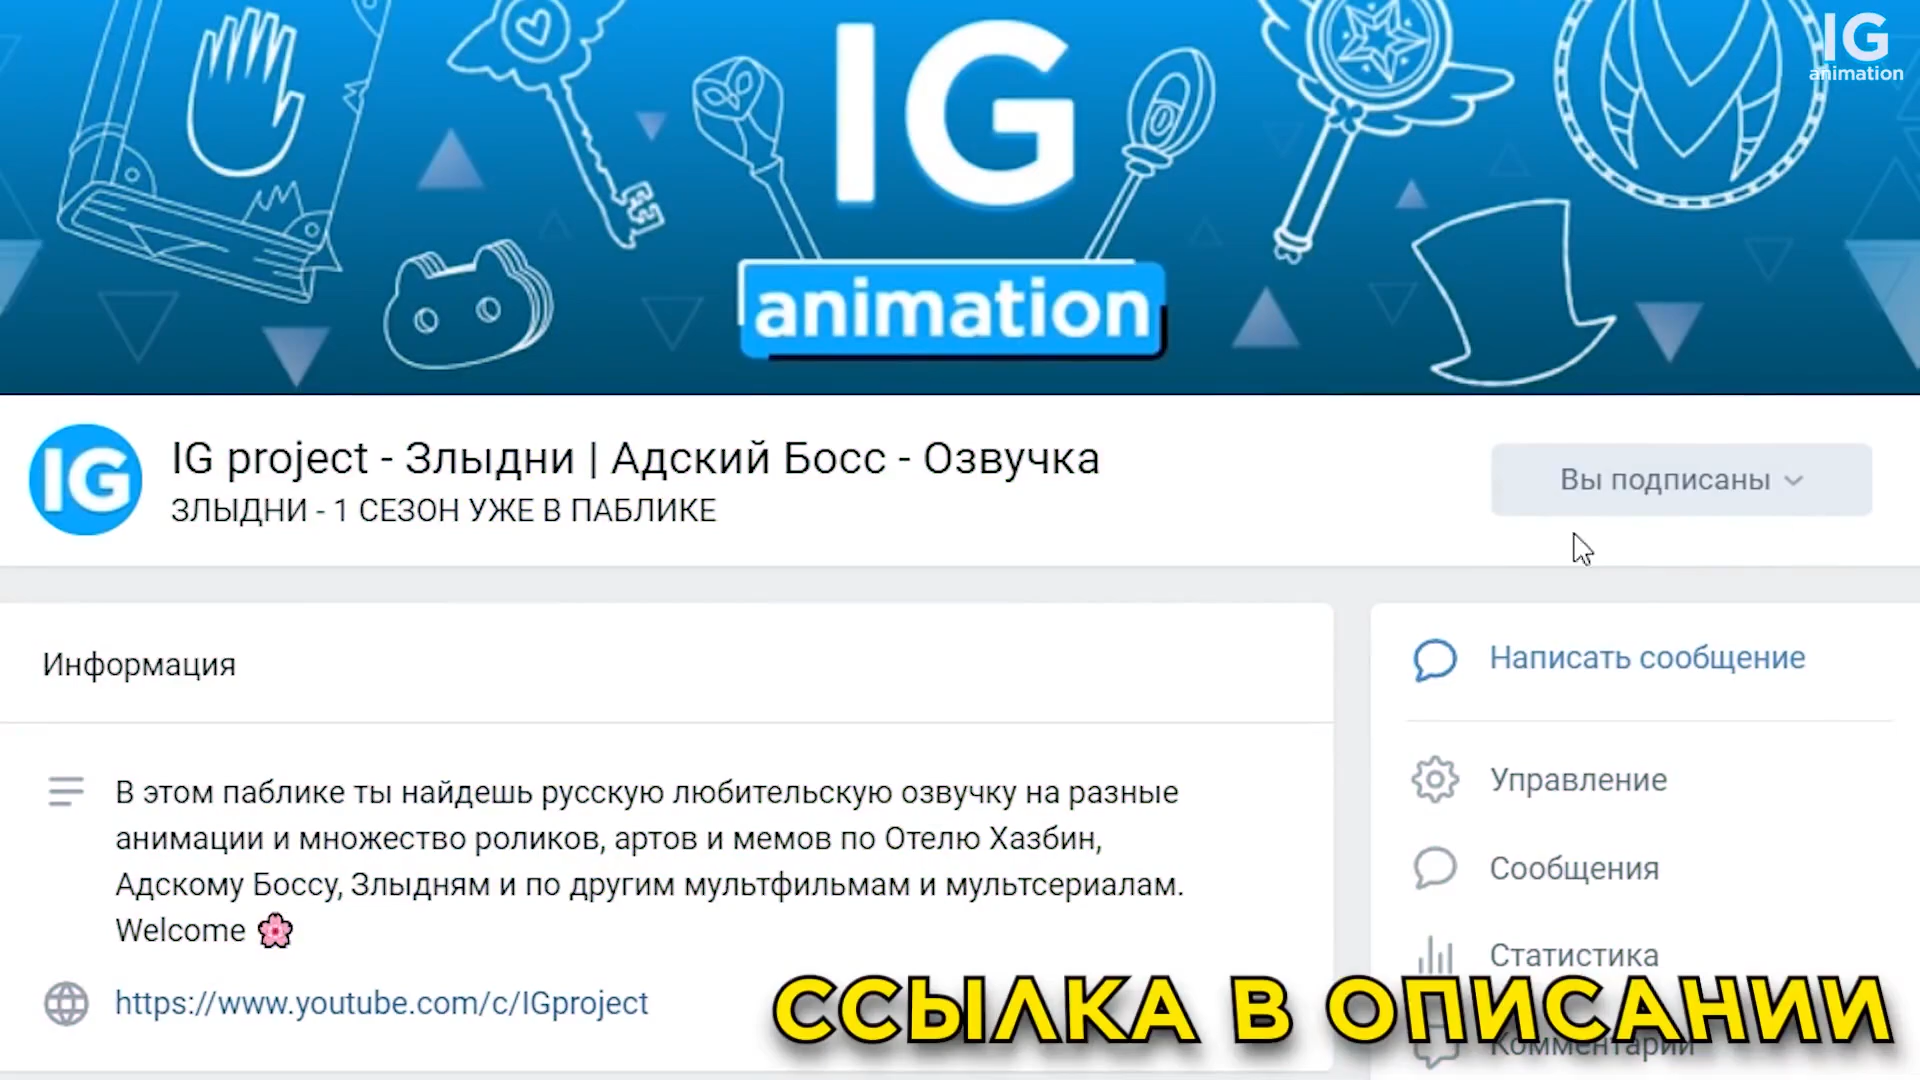 IG
animation
IG
animation
IG
IG project - Злыдни | Адский Босс - Озвучка
ЗЛЫДНИ - 1 СЕЗОН УЖЕ В ПАБЛИКЕ
Вы подписаны
Информация
В этом паблике ты найдешь русскую любительскую озвучку на разные
анимации и множество роликов, артов и мемов по Отелю Хазбин,
Адскому Боссу, Злыдням и по другим мультфильмам и мультсериалам.
Welcome 🌸
https://www.youtube.com/c/IGproject
Написать сообщение
Управление
Сообщения
Статистика
Комментарии
ССЫЛКА В ОПИСАНИИ